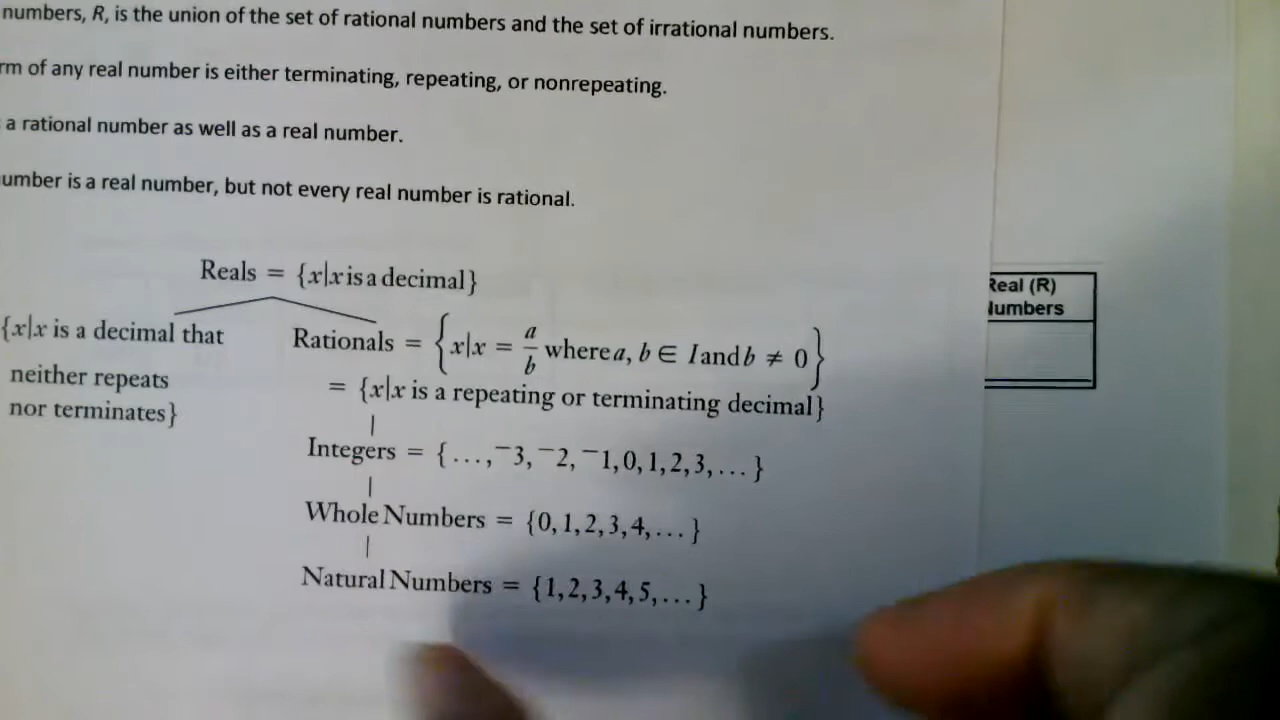 numbers, R, is the union of the set of rational numbers and the set of irrational numbers.
of any real number is either terminating, repeating, or nonrepeating.
a rational number as well as a real number.
is a real number, but not every real number is rational.
Reals = {x|x is a decimal}
{x|x is a decimal that
neither repeats
nor terminates}
Rationals = {x|x = a/b where a, b ∈ I and b ≠ 0}
= {x|x is a repeating or terminating decimal}
Integers = {...,⁻3,⁻2,⁻1,0,1,2,3,...}
Whole Numbers = {0,1,2,3,4,...}
Natural Numbers = {1,2,3,4,5,...}
Real (R)
Numbers